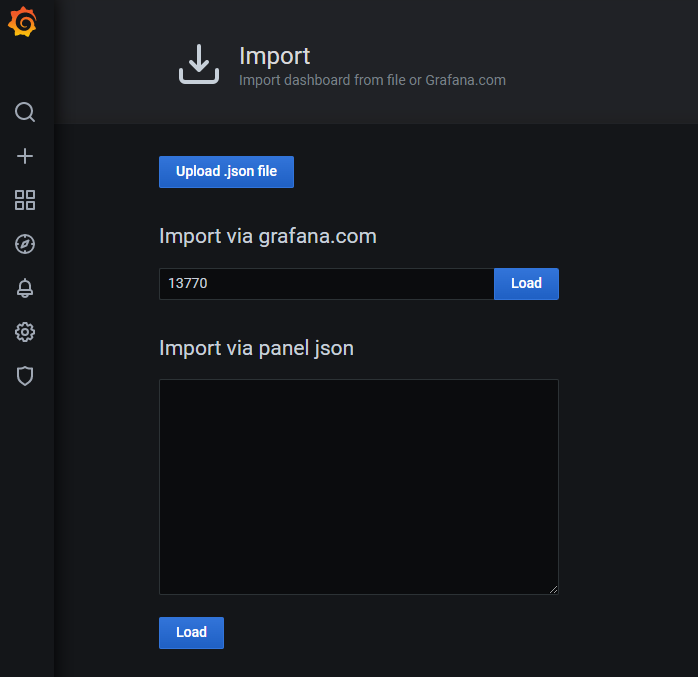 Import
Import dashboard from file or Grafana.com
Upload .json file
Import via grafana.com
13770
Load
Import via panel json
Load